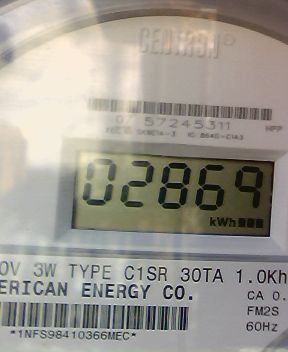 CENTRON®
07 57245311
02869
kWh
0V 3W TYPE C1SR 30TA 1.0Kh
ERICAN ENERGY CO.
CA 0.
FM2S
60Hz
*1NFS98410366MEC*